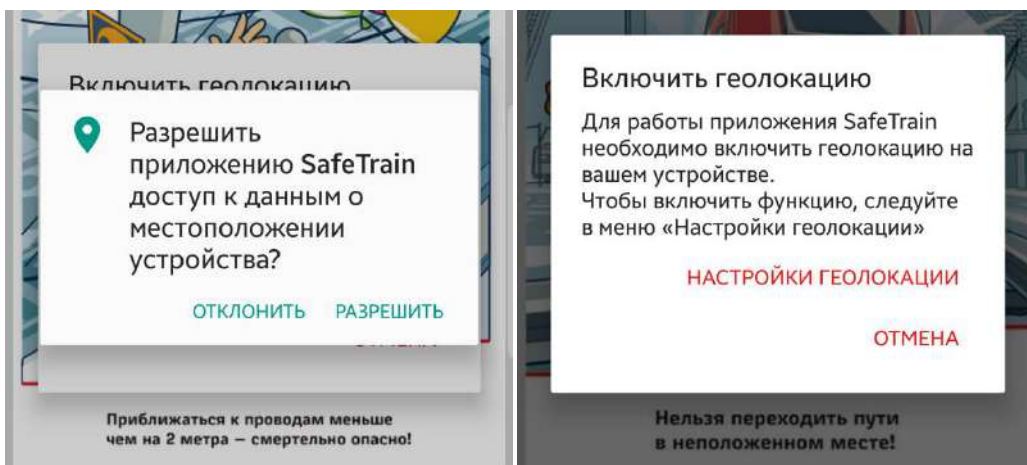 Включить геолокацию
Разрешить
приложению SafeTrain
доступ к данным о
местоположении
устройства?
ОТКЛОНИТЬ РАЗРЕШИТЬ
Приближаться к проводам меньше
чем на 2 метра – смертельно опасно!
Включить геолокацию
Для работы приложения SafeTrain
необходимо включить геолокацию на
вашем устройстве.
Чтобы включить функцию, следуйте
в меню «Настройки геолокации»
НАСТРОЙКИ ГЕОЛОКАЦИИ
ОТМЕНА
Нельзя переходить пути
в неположенном месте!